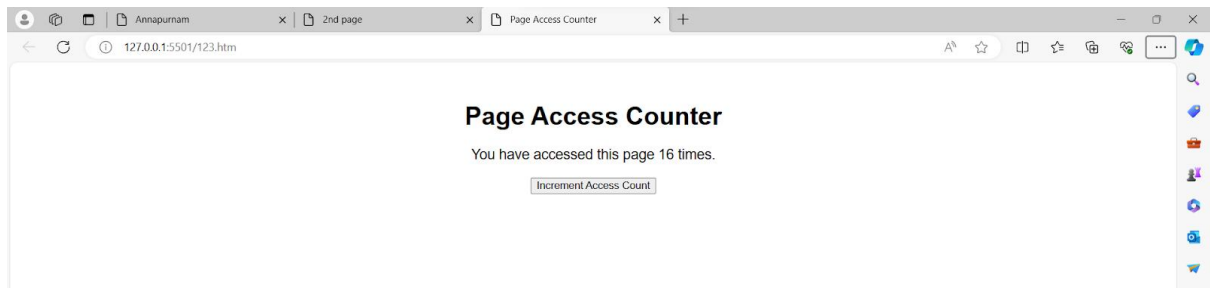 Annapurnam
2nd page
Page Access Counter
127.0.0.1:5501/123.htm
Page Access Counter
You have accessed this page 16 times.
Increment Access Count